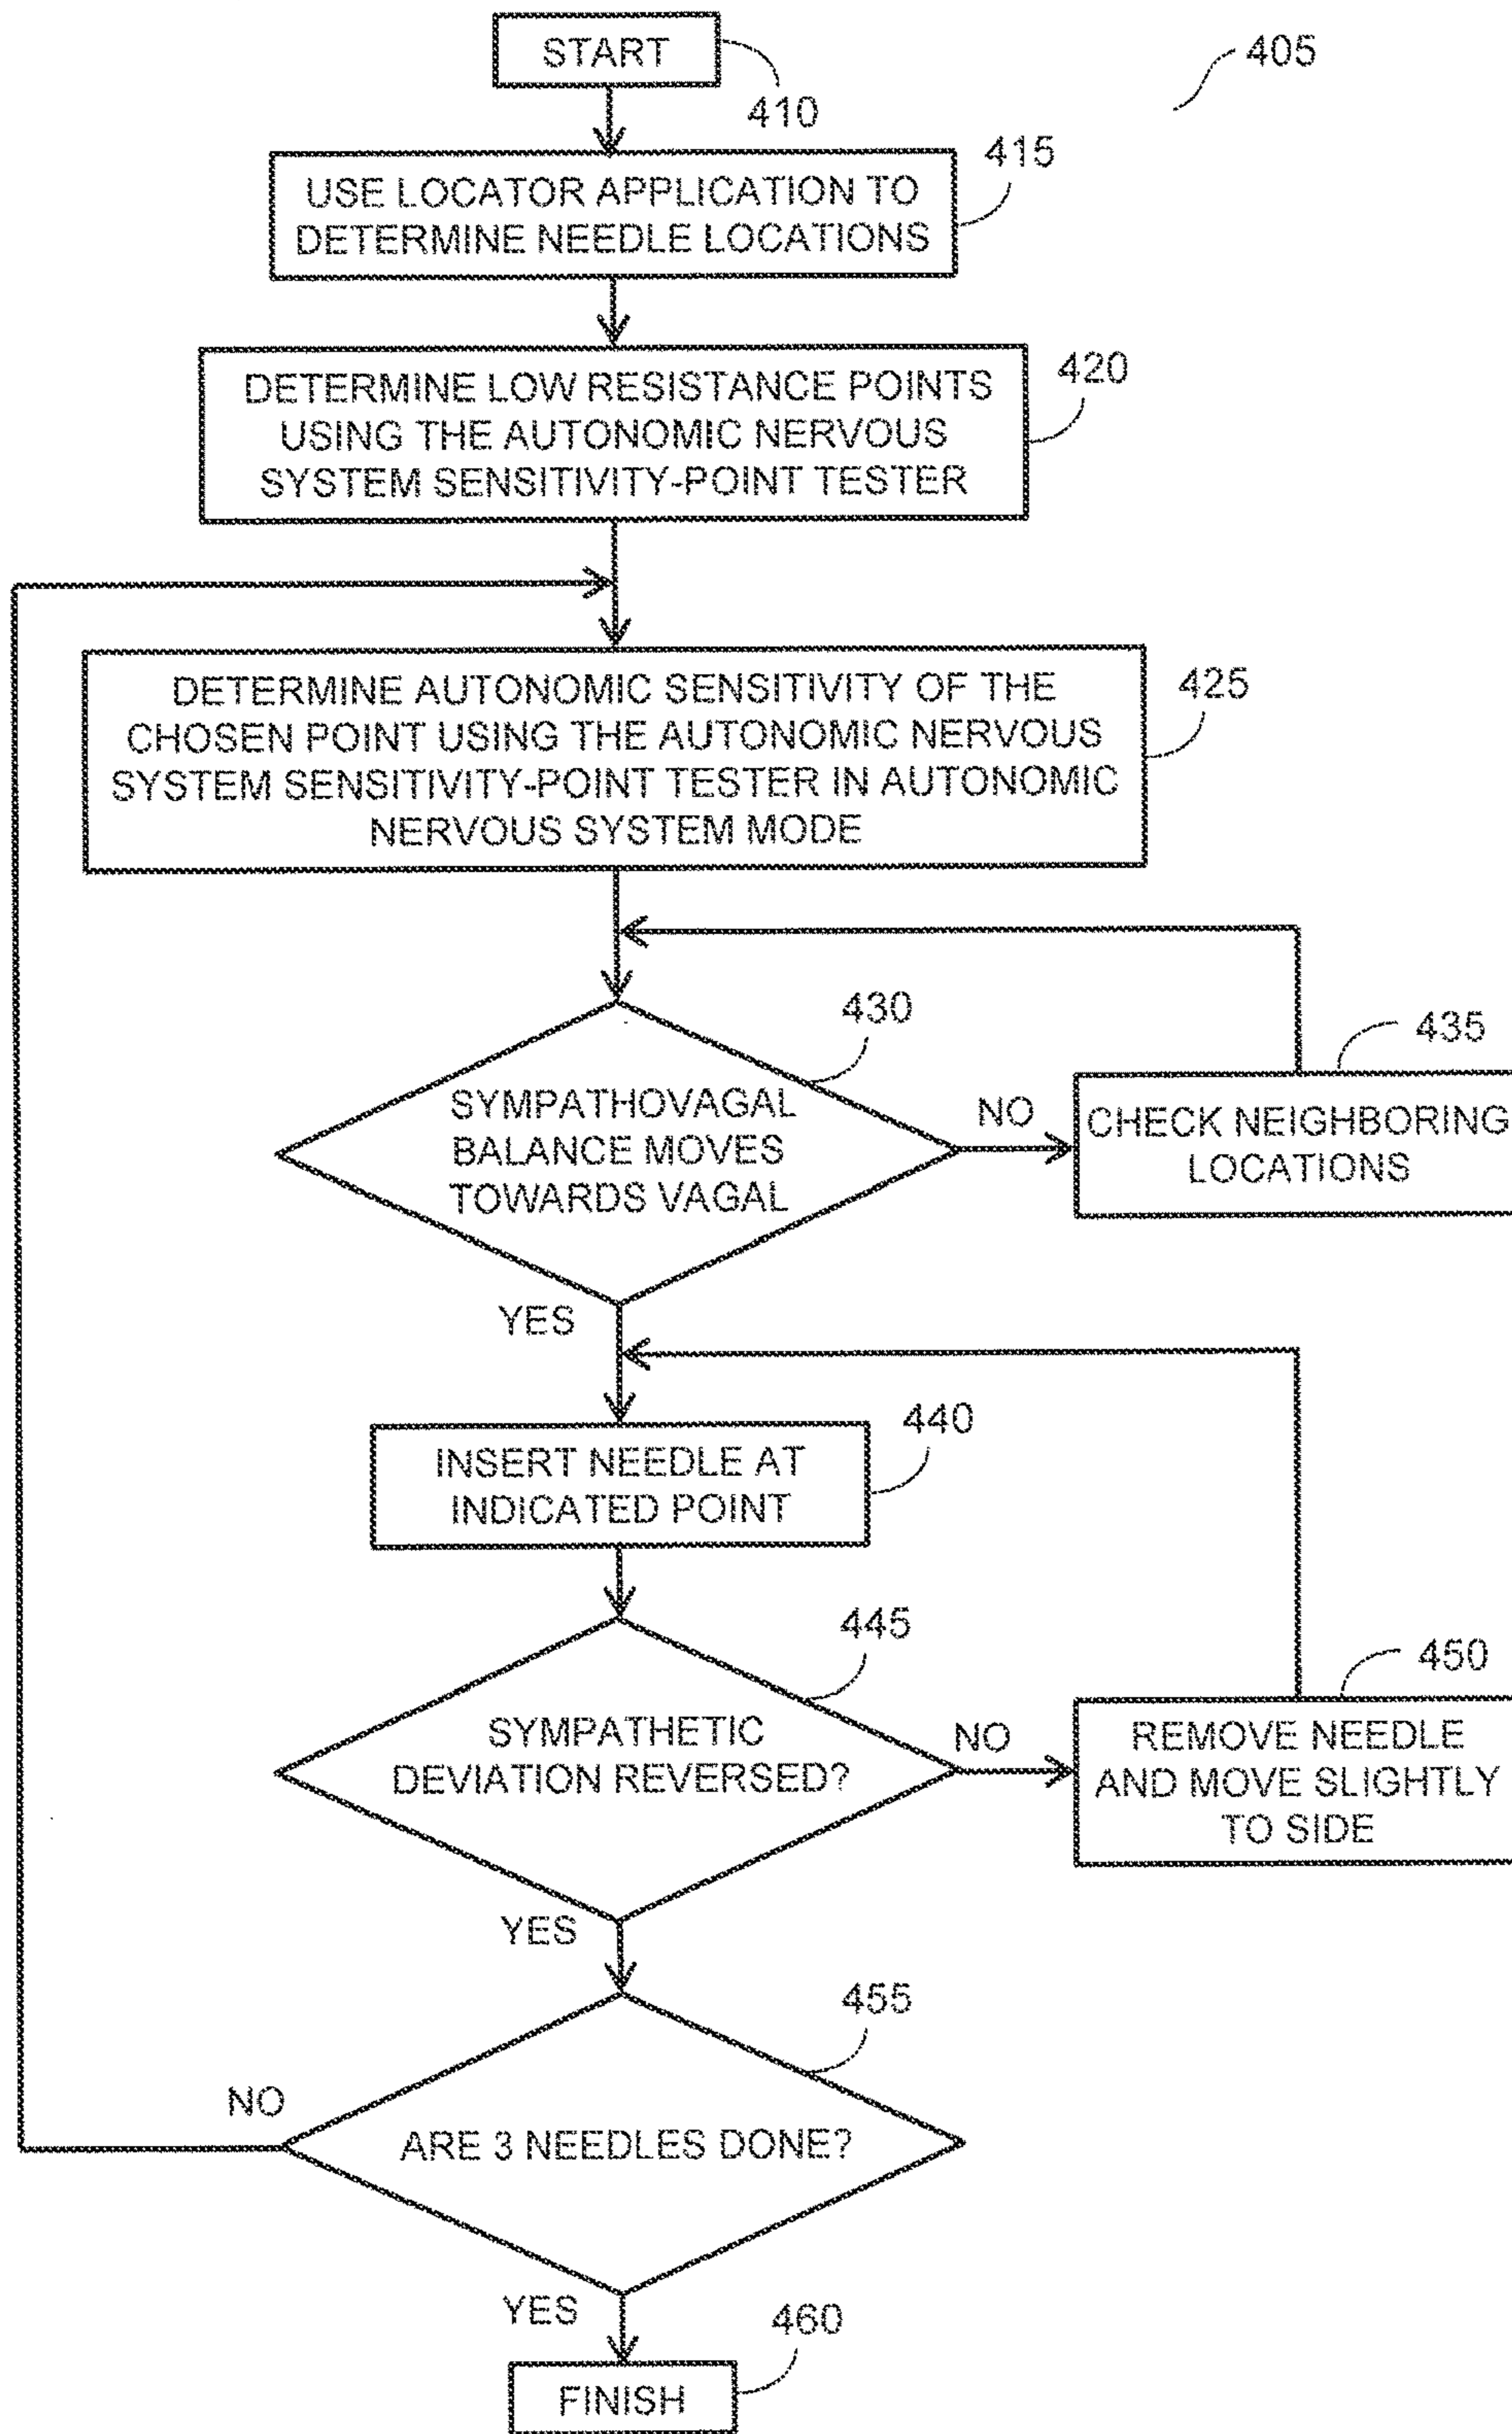 START
410
405
USE LOCATOR APPLICATION TO
DETERMINE NEEDLE LOCATIONS
415
DETERMINE LOW RESISTANCE POINTS
USING THE AUTONOMIC NERVOUS
SYSTEM SENSITIVITY-POINT TESTER
420
DETERMINE AUTONOMIC SENSITIVITY OF THE
CHOSEN POINT USING THE AUTONOMIC NERVOUS
SYSTEM SENSITIVITY-POINT TESTER IN AUTONOMIC
NERVOUS SYSTEM MODE
425
SYMPATHOVAGAL
BALANCE MOVES
TOWARDS VAGAL
430
NO
CHECK NEIGHBORING
LOCATIONS
435
YES
INSERT NEEDLE AT
INDICATED POINT
440
SYMPATHETIC
DEVIATION REVERSED?
445
NO
REMOVE NEEDLE
AND MOVE SLIGHTLY
TO SIDE
450
YES
ARE 3 NEEDLES DONE?
455
NO
YES
FINISH
460